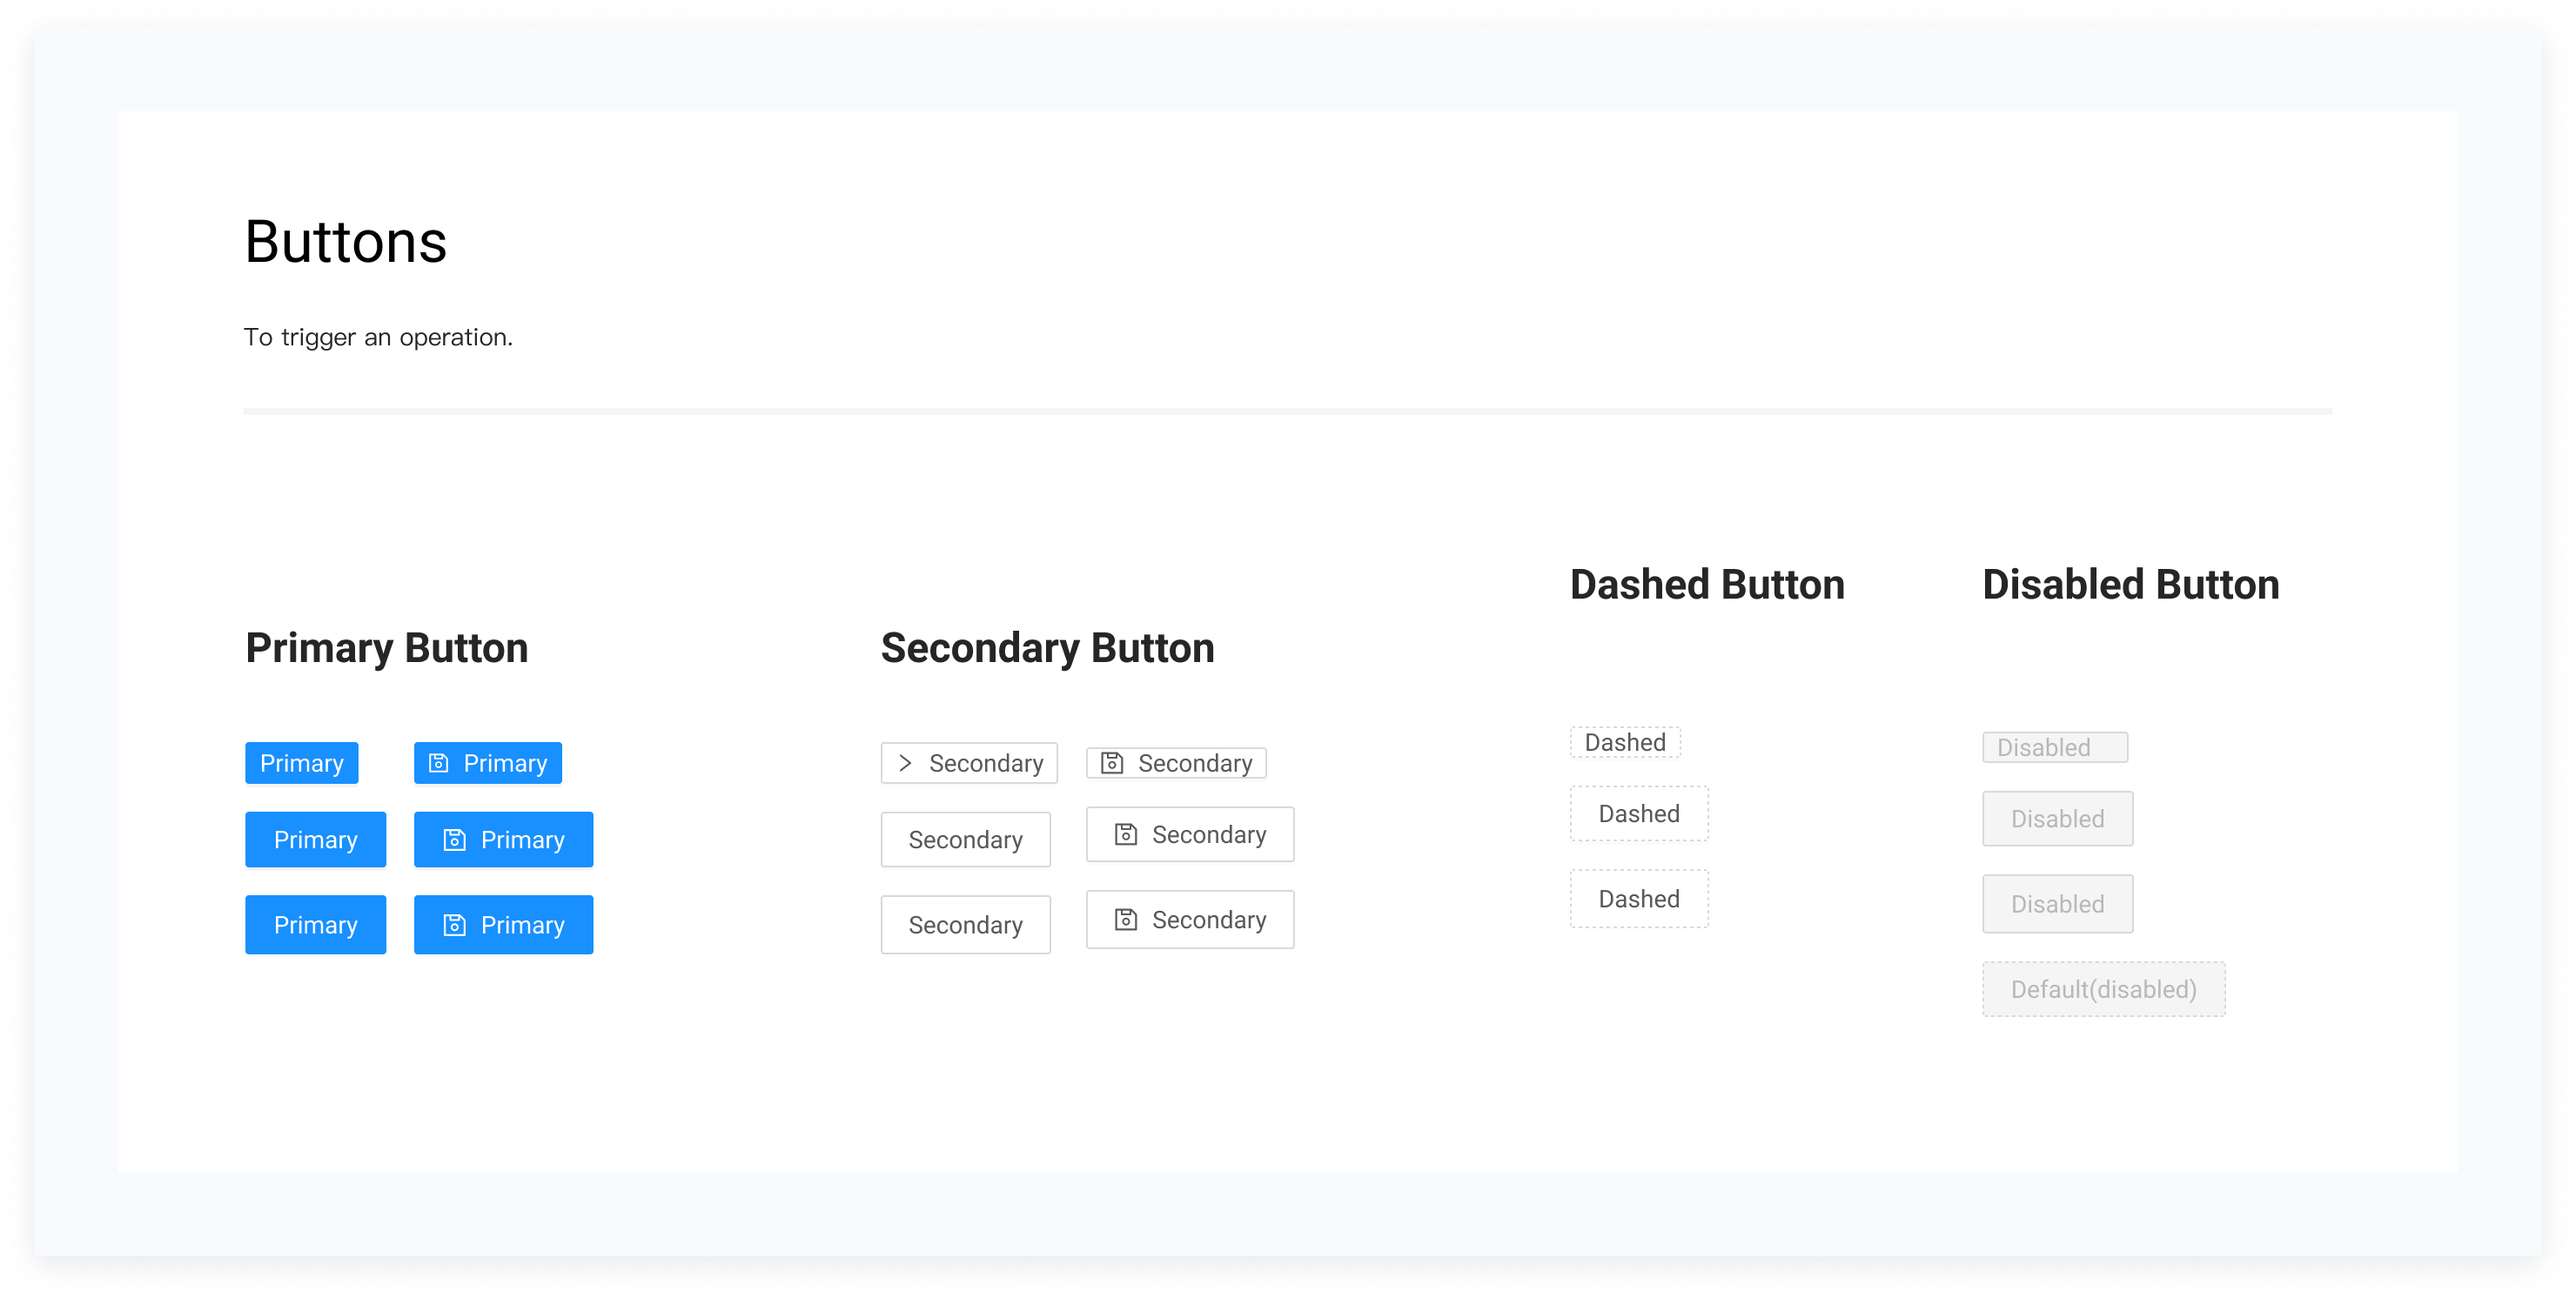 Buttons
To trigger an operation.
Primary Button
Primary
Primary
Primary
Primary
Primary
Primary
Secondary Button
Secondary
Secondary
Secondary
Secondary
Secondary
Secondary
Dashed Button
Dashed
Dashed
Dashed
Disabled Button
Disabled
Disabled
Disabled
Default(disabled)